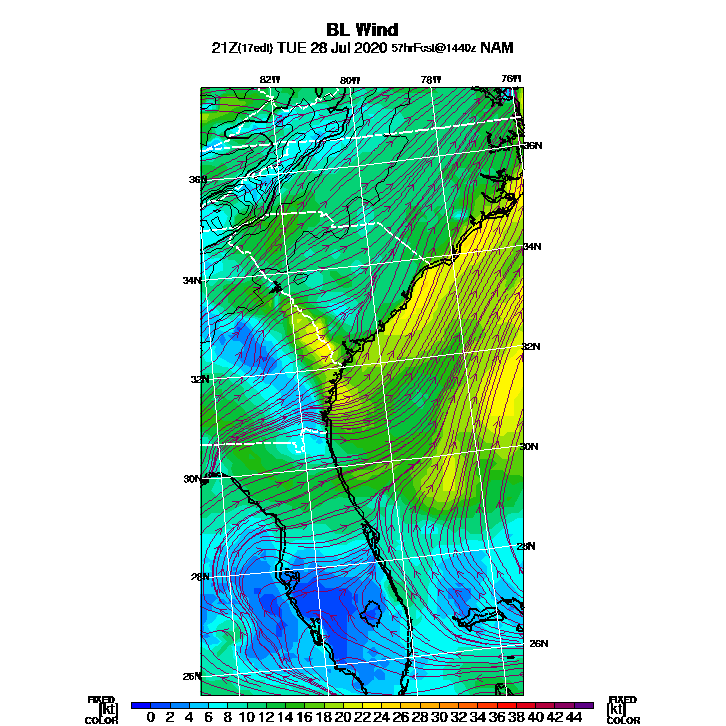 BL Wind
21Z(17edt) TUE 28 Jul 2020 57hrFcst@1440z NAM
82W 80W 78W 76W
36N 36N
34N 34N
32N 32N
30N 30N
28N 28N
26N 26N
FIXED [kt] COLOR 0 2 4 6 8 10 12 14 16 18 20 22 24 26 28 30 32 34 36 38 40 42 44 FIXED [kt] COLOR